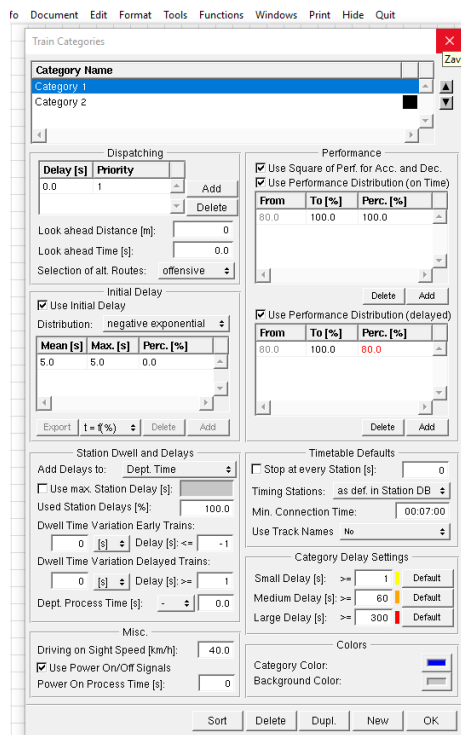 fo Document Edit Format Tools Functions Windows Print Hide Quit
Train Categories
Zav
Category Name
Category 1
Category 2
Dispatching
Delay [s] Priority
0.0 1
Add
Delete
Look ahead Distance [m]: 0
Look ahead Time [s]: 0.0
Selection of alt. Routes: offensive
Initial Delay
Use Initial Delay
Distribution: negative exponential
Mean [s] Max. [s] Perc. [%]
5.0 5.0 0.0
Export t = f(%) Delete Add
Performance
Use Square of Perf. for Acc. and Dec.
Use Performance Distribution (on Time)
From To [%] Perc. [%]
80.0 100.0 100.0
Delete Add
Use Performance Distribution (delayed)
From To [%] Perc. [%]
80.0 100.0 80.0
Delete Add
Station Dwell and Delays
Add Delays to: Dept. Time
Use max. Station Delay [s]:
Used Station Delays [%]: 100.0
Dwell Time Variation Early Trains:
0 [s] Delay [s]: <= -1
Dwell Time Variation Delayed Trains:
0 [s] Delay [s]: >= 1
Dept. Process Time [s]: - 0.0
Timetable Defaults
Stop at every Station [s]: 0
Timing Stations: as def. in Station DB
Min. Connection Time: 00:07:00
Use Track Names No
Category Delay Settings
Small Delay [s]: >= 1 Default
Medium Delay [s]: >= 60 Default
Large Delay [s]: >= 300 Default
Misc.
Driving on Sight Speed [km/h]: 40.0
Use Power On/Off Signals
Power On Process Time [s]: 0
Colors
Category Color:
Background Color:
Sort Delete Dupl. New OK